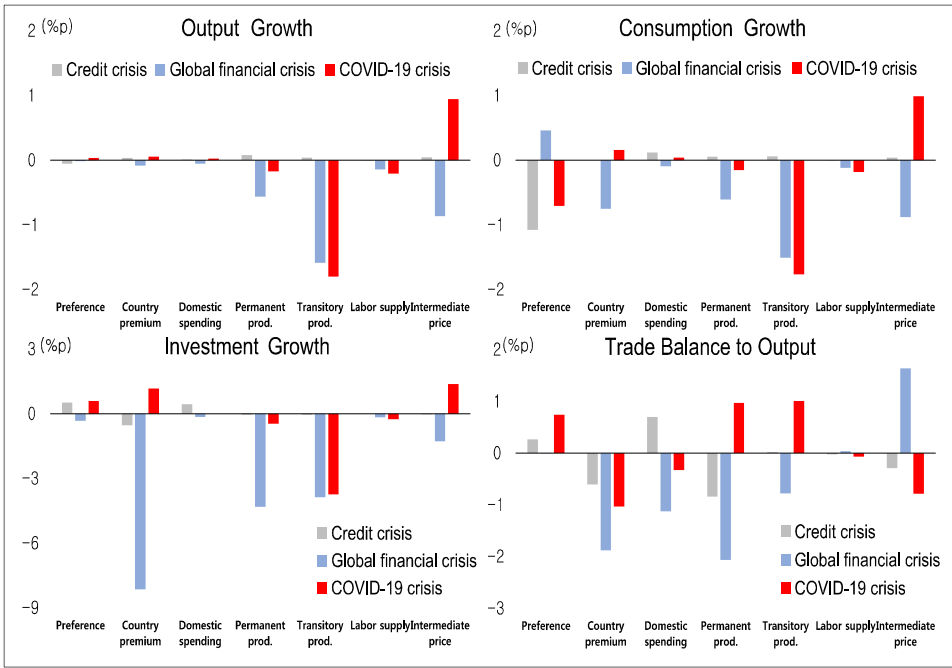 2 (%p) Output Growth
Credit crisis Global financial crisis COVID-19 crisis
1
0
-1
-2
Preference Country premium Domestic spending Permanent prod. Transitory prod. Labor supply Intermediate price
2 (%p) Consumption Growth
Credit crisis Global financial crisis COVID-19 crisis
1
0
-1
-2
Preference Country premium Domestic spending Permanent prod. Transitory prod. Labor supply Intermediate price
3 (%p) Investment Growth
0
-3
-6
-9
Credit crisis
Global financial crisis
COVID-19 crisis
Preference Country premium Domestic spending Permanent prod. Transitory prod. Labor supply Intermediate price
2 (%p) Trade Balance to Output
1
0
-1
-2
-3
Credit crisis
Global financial crisis
COVID-19 crisis
Preference Country premium Domestic spending Permanent prod. Transitory prod. Labor supply Intermediate price